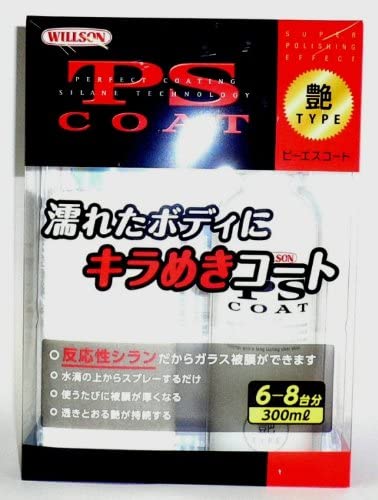 WILLSON
SUPER
POLISHING
EFFECT
PS
PERFECT COATING
SILANE TECHNOLOGY
COAT
艶
TYPE
ピーエスコート
濡れたボディに
キラめきコート
SON
PS
COAT
反応性シランだからガラス被膜ができます
水滴の上からスプレーするだけ
使うたびに被膜が厚くなる
透きとおる艶が持続する
6-8台分
300mℓ
艶
TYPE
1